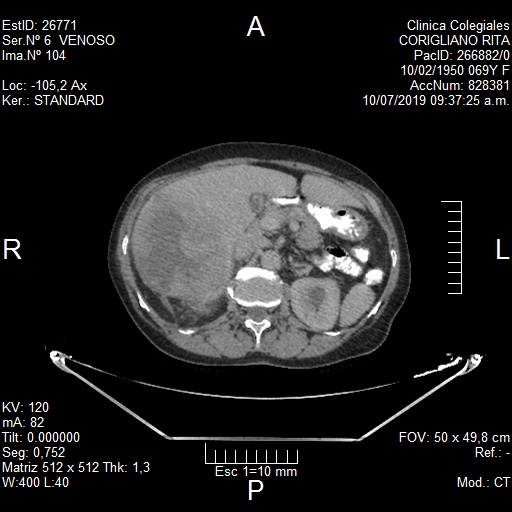 EstID: 26771
Ser.Nº 6 VENOSO
Ima.Nº 104
Loc: -105,2 Ax
Ker.: STANDARD
A
Clinica Colegiales
CORIGLIANO RITA
PacID: 266882/0
10/02/1950 069Y F
AccNum: 828381
10/07/2019 09:37:25 a.m.
R
L
KV: 120
mA: 82
Tilt: 0.000000
Seg: 0,752
Matriz 512 x 512 Thk: 1,3
W:400 L:40
Esc 1=10 mm
P
FOV: 50 x 49,8 cm
Ref.: -
Mod.: CT